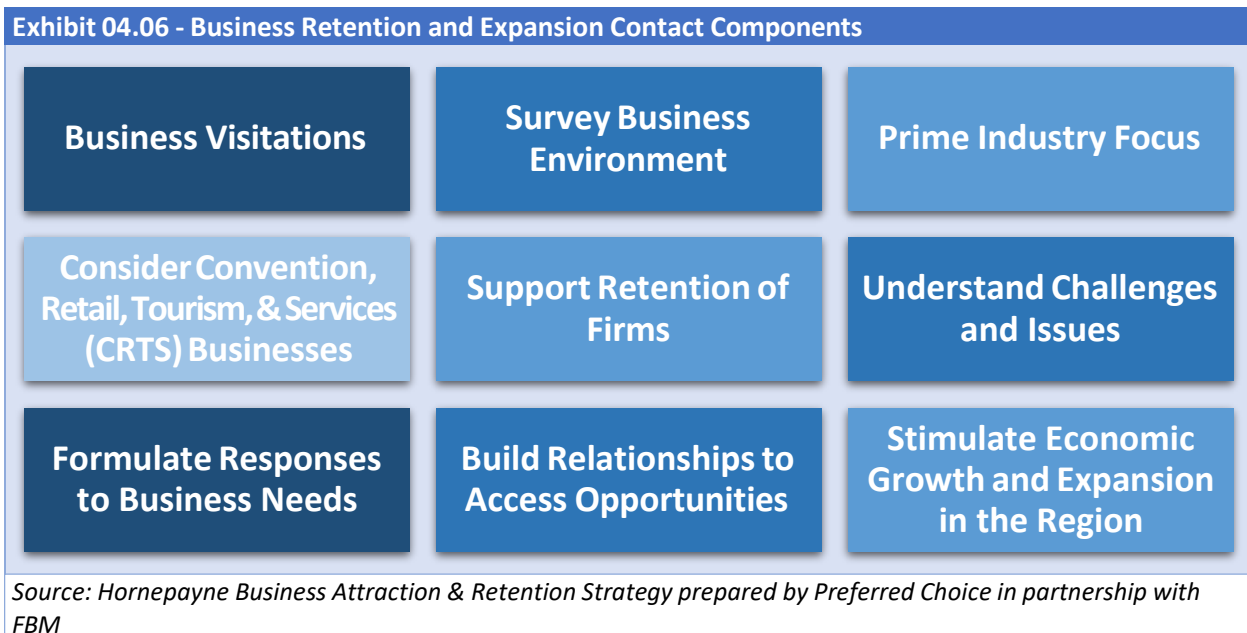 Exhibit 04.06 - Business Retention and Expansion Contact Components
Business Visitations
Survey Business
Environment
Prime Industry Focus
Consider Convention,
Retail, Tourism, & Services
(CRTS) Businesses
Support Retention of
Firms
Understand Challenges
and Issues
Formulate Responses
to Business Needs
Build Relationships to
Access Opportunities
Stimulate Economic
Growth and Expansion
in the Region
Source: Hornepayne Business Attraction & Retention Strategy prepared by Preferred Choice in partnership with
FBM